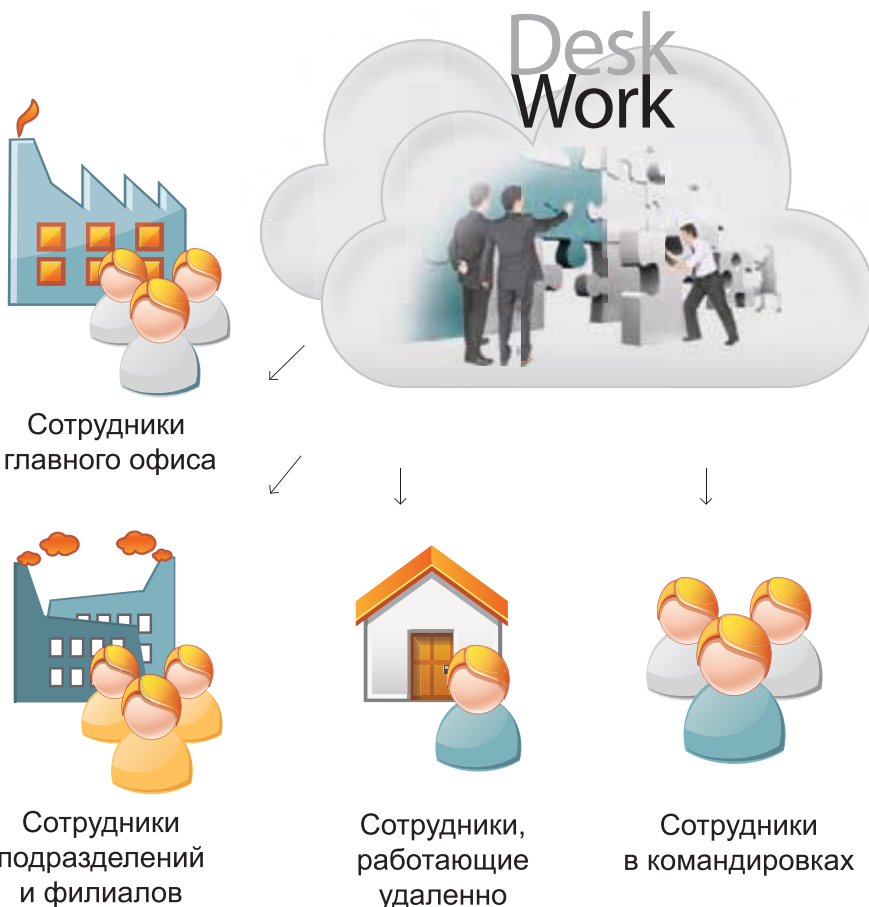 Desk
Work
Сотрудники
главного офиса
Сотрудники
подразделений
и филиалов
Сотрудники,
работающие
удаленно
Сотрудники
в командировках